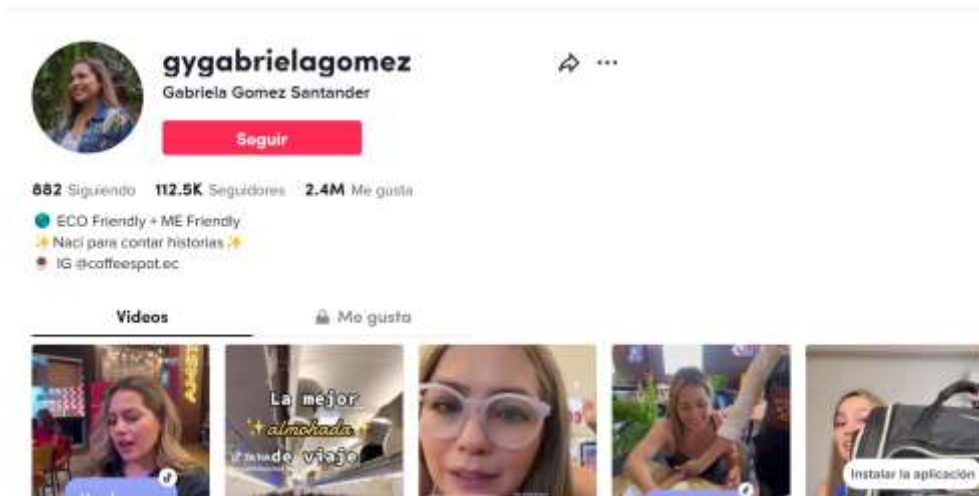 gygabrielagomez
Gabriela Gomez Santander
Seguir
882 Siguiendo 112.5K Seguidores 2.4M Me gusta
ECO Friendly + ME Friendly
✨Nací para contar historias✨
IG @coffeespot.ec
Videos Me gusta
La mejor
✨almohada✨
de viaje
Instalar la aplicación